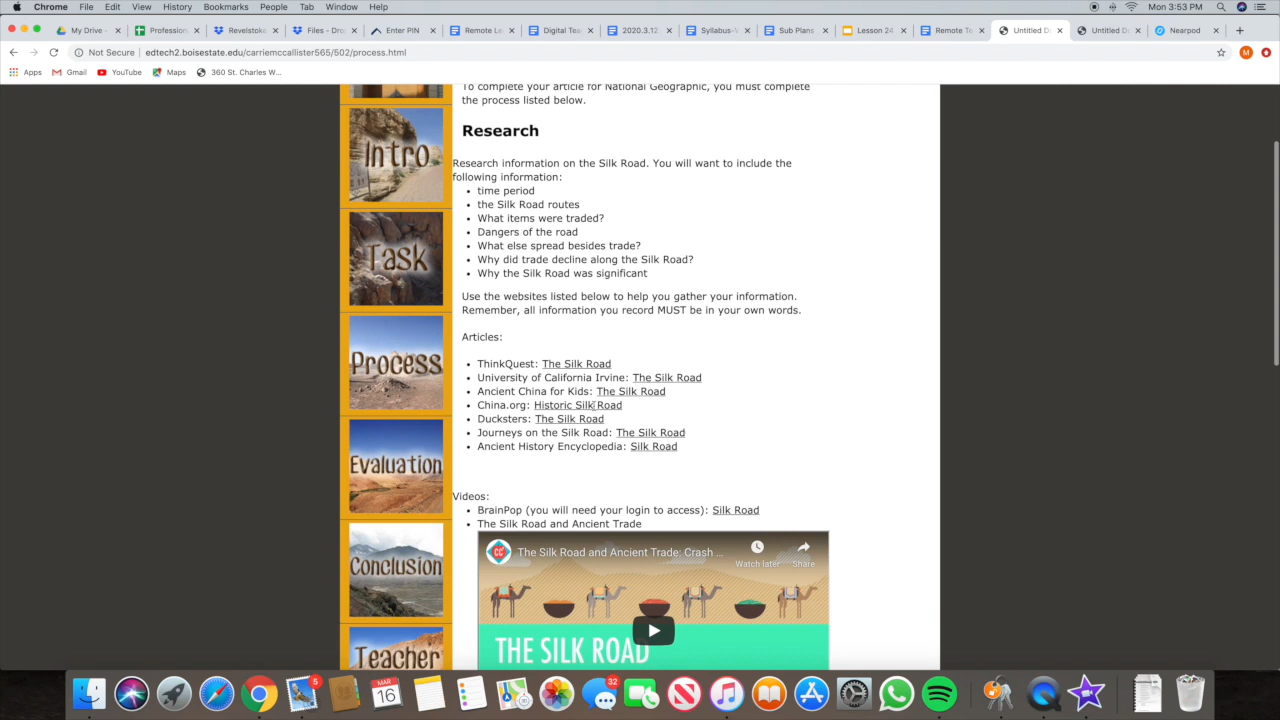 Chrome File Edit View History Bookmarks People Tab Window Help Mon 3:53 PM
My Drive - Profession Revelstoke Files - Dro Enter PIN Remote Le Digital Tea 2020.3.12. Syllabus-V Sub Plans Lesson 24 Remote Te Untitled D Untitled Do Nearpod
Not Secure edtech2.boisestate.edu/carriemccallister565/502/process.html
M
Apps Gmail YouTube Maps 360 St. Charles W...
To complete your article for National Geographic, you must complete
the process listed below.
Research
Intro
Research information on the Silk Road. You will want to include the
following information:
• time period
• the Silk Road routes
• What items were traded?
• Dangers of the road
• What else spread besides trade?
• Why did trade decline along the Silk Road?
• Why the Silk Road was significant
Task
Use the websites listed below to help you gather your information.
Remember, all information you record MUST be in your own words.
Articles:
• ThinkQuest: The Silk Road
• University of California Irvine: The Silk Road
• Ancient China for Kids: The Silk Road
• China.org: Historic Silk Road
• Ducksters: The Silk Road
• Journeys on the Silk Road: The Silk Road
• Ancient History Encyclopedia: Silk Road
Process
Evaluation
Videos:
• BrainPop (you will need your login to access): Silk Road
• The Silk Road and Ancient Trade
CC The Silk Road and Ancient Trade: Crash ...
Watch later Share
Conclusion
THE SILK ROAD
Teacher
5
MAR
16
32